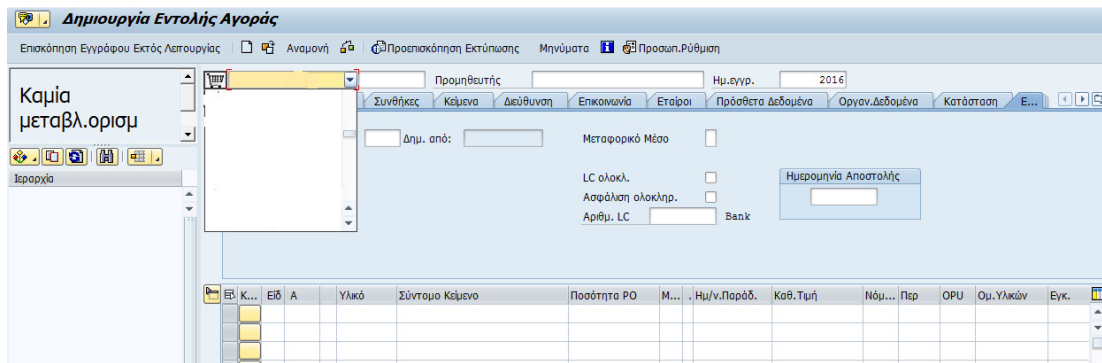 Δημιουργία Εντολής Αγοράς
Επισκόπηση Εγγράφου Εκτός Λειτουργίας Αναμονή Προεπισκόπηση Εκτύπωσης Μηνύματα Προσωπ.Ρύθμιση
Προμηθευτής Ημ.εγγρ. 2016
Καμία
μεταβλ.ορισμ
Συνθήκες Κείμενα Διεύθυνση Επικοινωνία Εταίροι Πρόσθετα Δεδομένα Οργαν.Δεδομένα Κατάσταση Ε...
Δημ. από: Μεταφορικό Μέσο
Ιεραρχία
LC ολοκλ. Ημερομηνία Αποστολής
Ασφάλιση ολοκληρ.
Αριθμ. LC Bank
Κ... Είδ Α Υλικό Σύντομο Κείμενο Ποσότητα PO Μ... . Ημ/ν.Παράδ. Καθ.Τιμή Νόμ... Περ OPU Ομ.Υλικών Εγκ.